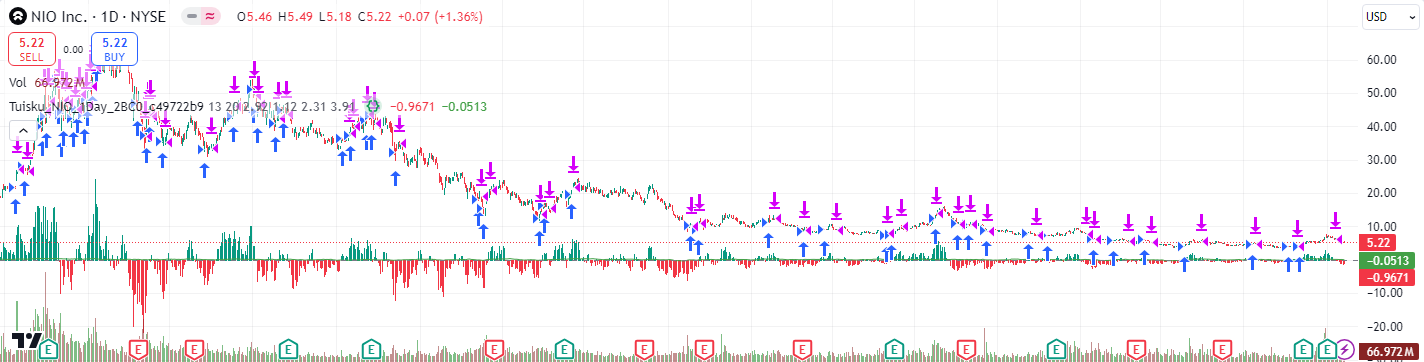 NIO Inc. · 1D · NYSE O5.46 H5.49 L5.18 C5.22 +0.07 (+1.36%)
USD
5.22
SELL
0.00
5.22
BUY
Vol 66.972M
Tuisku_NIO_1Day_2BC0_c49722b9 13 20 2.92 1.12 2.31 3.91 −0.9671 −0.0513
60.00
50.00
40.00
30.00
20.00
10.00
5.22
−0.0513
−0.9671
−10.00
−20.00
66.972M
E E E E E E E E E E E E E E E E